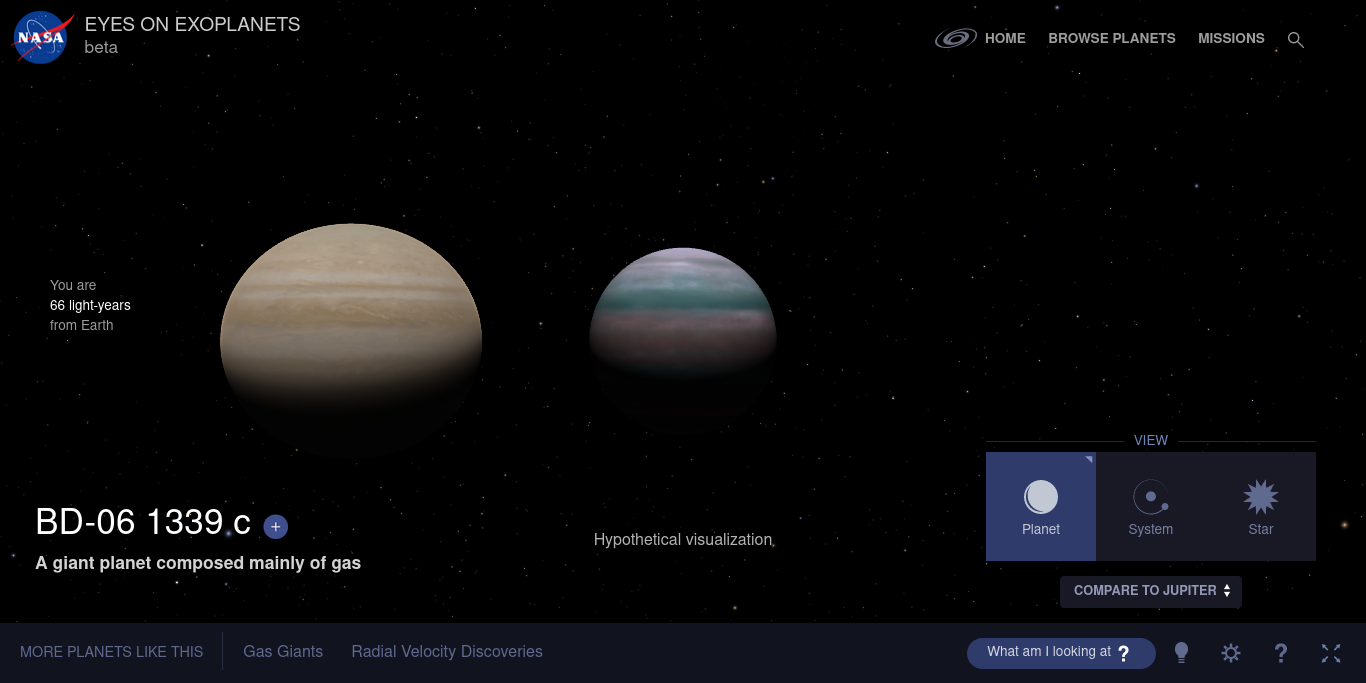 NASA
EYES ON EXOPLANETS
beta
HOME
BROWSE PLANETS
MISSIONS
You are
66 light-years
from Earth
VIEW
Planet
System
Star
BD-06 1339 c +
A giant planet composed mainly of gas
Hypothetical visualization
COMPARE TO JUPITER
MORE PLANETS LIKE THIS
Gas Giants
Radial Velocity Discoveries
What am I looking at ?
?